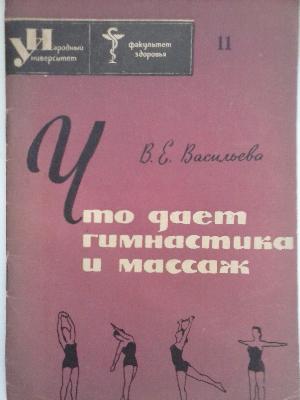 Народный университет
факультет здоровья
11
В. Е. Васильева
Что дает
гимнастика
и массаж